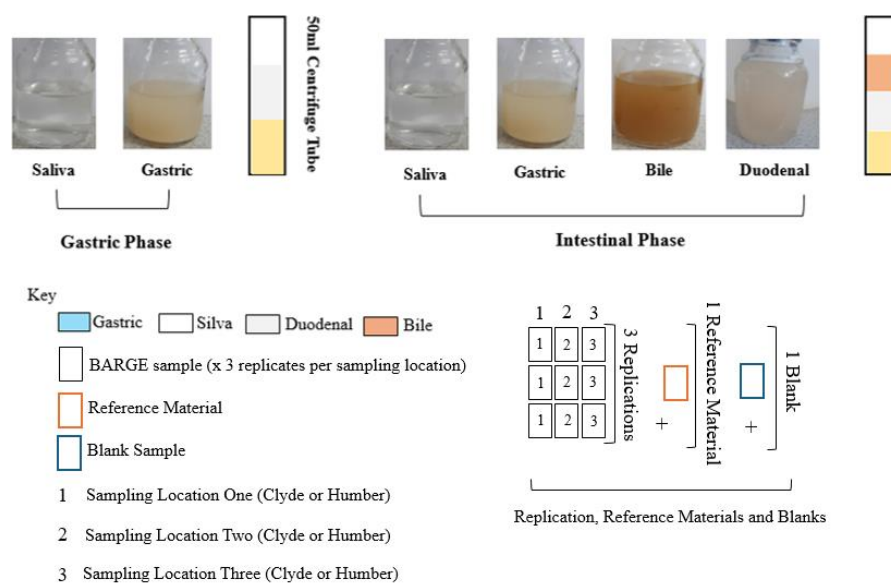 50ml Centrifuge Tube
Saliva
Gastric
Gastric Phase
Saliva
Gastric
Bile
Duodenal
Intestinal Phase
Key
Gastric
Silva
Duodenal
Bile
BARGE sample (x 3 replicates per sampling location)
Reference Material
Blank Sample
1 Sampling Location One (Clyde or Humber)
2 Sampling Location Two (Clyde or Humber)
3 Sampling Location Three (Clyde or Humber)
1 2 3
1 2 3
1 2 3
1 2 3
3 Replications
+
1 Reference Material
+
1 Blank
Replication, Reference Materials and Blanks